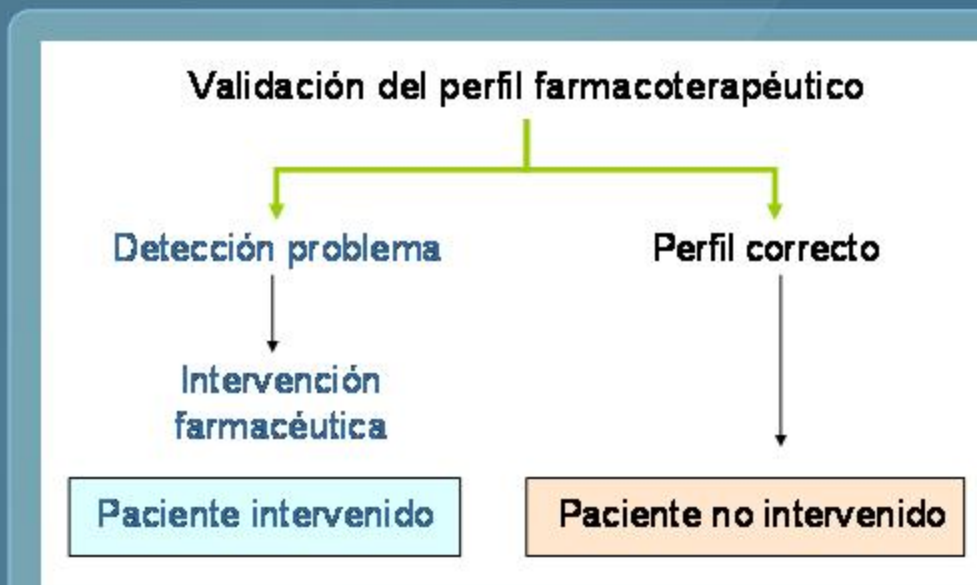 Validación del perfil farmacoterapéutico
Detección problema
Perfil correcto
Intervención
farmacéutica
Paciente intervenido
Paciente no intervenido